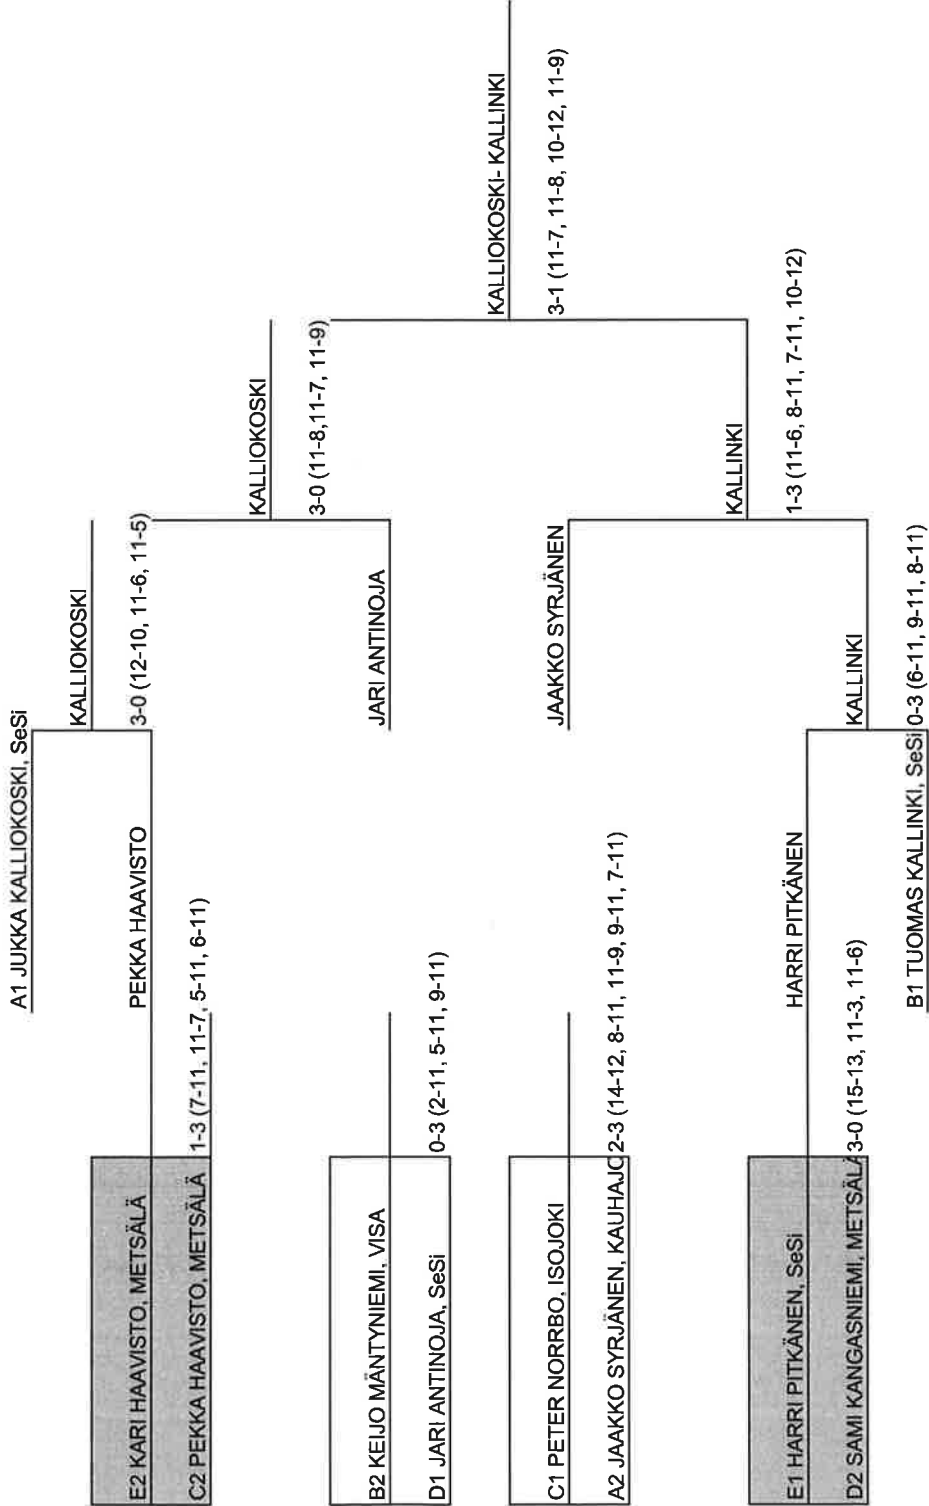 A1 JUKKA KALLIOKOSKI, SeSi
KALLIOKOSKI
E2 KARI HAAVISTO, METSÄLÄ
PEKKA HAAVISTO
3-0 (12-10, 11-6, 11-5)
C2 PEKKA HAAVISTO, METSÄLÄ
1-3 (7-11, 11-7, 5-11, 6-11)
KALLIOKOSKI
3-0 (11-8,11-7, 11-9)
B2 KEIJO MÄNTYNIEMI, VISA
JARI ANTINOJA
D1 JARI ANTINOJA, SeSi
0-3 (2-11, 5-11, 9-11)
KALLIOKOSKI- KALLINKI
3-1 (11-7, 11-8, 10-12, 11-9)
C1 PETER NORRBO, ISOJOKI
JAAKKO SYRJÄNEN
A2 JAAKKO SYRJÄNEN, KAUHAJO
2-3 (14-12, 8-11, 11-9, 9-11, 7-11)
KALLINKI
1-3 (11-6, 8-11, 7-11, 10-12)
E1 HARRI PITKÄNEN, SeSi
HARRI PITKÄNEN
D2 SAMI KANGASNIEMI, METSÄLÄ
3-0 (15-13, 11-3, 11-6)
KALLINKI
B1 TUOMAS KALLINKI, SeSi
0-3 (6-11, 9-11, 8-11)